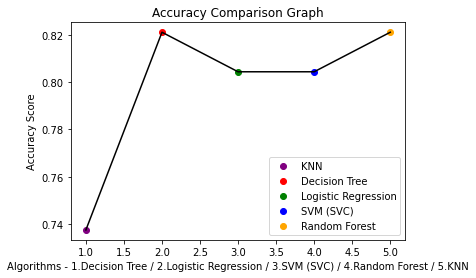 Accuracy Comparison Graph
Accuracy Score
0.82
0.80
0.78
0.76
0.74
KNN
Decision Tree
Logistic Regression
SVM (SVC)
Random Forest
1.0 1.5 2.0 2.5 3.0 3.5 4.0 4.5 5.0
Algorithms - 1.Decision Tree / 2.Logistic Regression / 3.SVM (SVC) / 4.Random Forest / 5.KNN